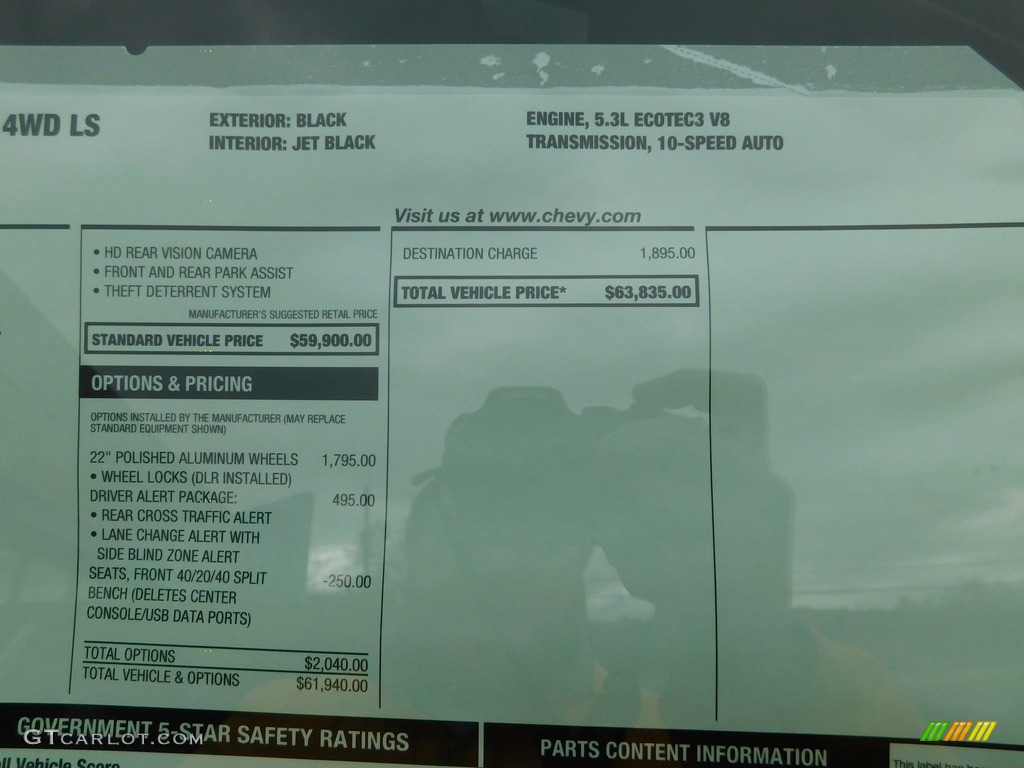 4WD LS
EXTERIOR: BLACK
INTERIOR: JET BLACK
ENGINE, 5.3L ECOTEC3 V8
TRANSMISSION, 10-SPEED AUTO
Visit us at www.chevy.com
• HD REAR VISION CAMERA
• FRONT AND REAR PARK ASSIST
• THEFT DETERRENT SYSTEM
MANUFACTURER'S SUGGESTED RETAIL PRICE
STANDARD VEHICLE PRICE $59,900.00
OPTIONS & PRICING
OPTIONS INSTALLED BY THE MANUFACTURER (MAY REPLACE
STANDARD EQUIPMENT SHOWN)
22" POLISHED ALUMINUM WHEELS 1,795.00
• WHEEL LOCKS (DLR INSTALLED)
DRIVER ALERT PACKAGE: 495.00
• REAR CROSS TRAFFIC ALERT
• LANE CHANGE ALERT WITH
SIDE BLIND ZONE ALERT
SEATS, FRONT 40/20/40 SPLIT -250.00
BENCH (DELETES CENTER
CONSOLE/USB DATA PORTS)
TOTAL OPTIONS $2,040.00
TOTAL VEHICLE & OPTIONS $61,940.00
DESTINATION CHARGE 1,895.00
TOTAL VEHICLE PRICE* $63,835.00
GOVERNMENT 5-STAR SAFETY RATINGS
GTcarlot.com
PARTS CONTENT INFORMATION
Vehicle Score
This label has